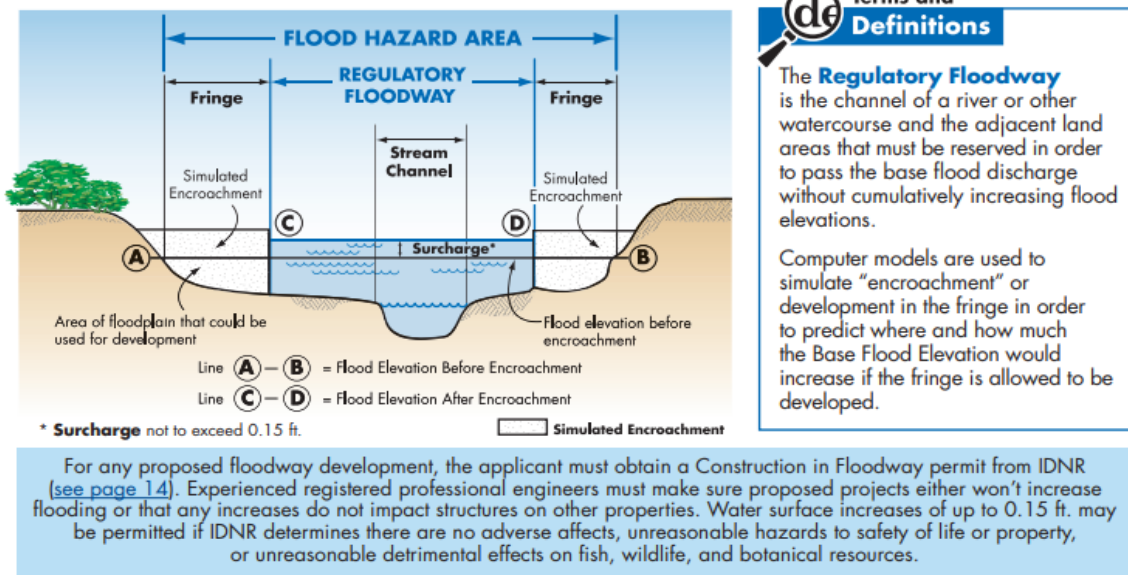 FLOOD HAZARD AREA
REGULATORY
FLOODWAY
Fringe
Fringe
Stream
Channel
Simulated
Encroachment
Simulated
Encroachment
C
D
Surcharge*
A
B
Area of floodplain that could be
used for development
Flood elevation before
encroachment
Line A – B = Flood Elevation Before Encroachment
Line C – D = Flood Elevation After Encroachment
* Surcharge not to exceed 0.15 ft.
Simulated Encroachment
de
Terms and
Definitions
The Regulatory Floodway
is the channel of a river or other
watercourse and the adjacent land
areas that must be reserved in order
to pass the base flood discharge
without cumulatively increasing flood
elevations.
Computer models are used to
simulate “encroachment” or
development in the fringe in order
to predict where and how much
the Base Flood Elevation would
increase if the fringe is allowed to be
developed.
For any proposed floodway development, the applicant must obtain a Construction in Floodway permit from IDNR
(see page 14). Experienced registered professional engineers must make sure proposed projects either won’t increase
flooding or that any increases do not impact structures on other properties. Water surface increases of up to 0.15 ft. may
be permitted if IDNR determines there are no adverse affects, unreasonable hazards to safety of life or property,
or unreasonable detrimental effects on fish, wildlife, and botanical resources.